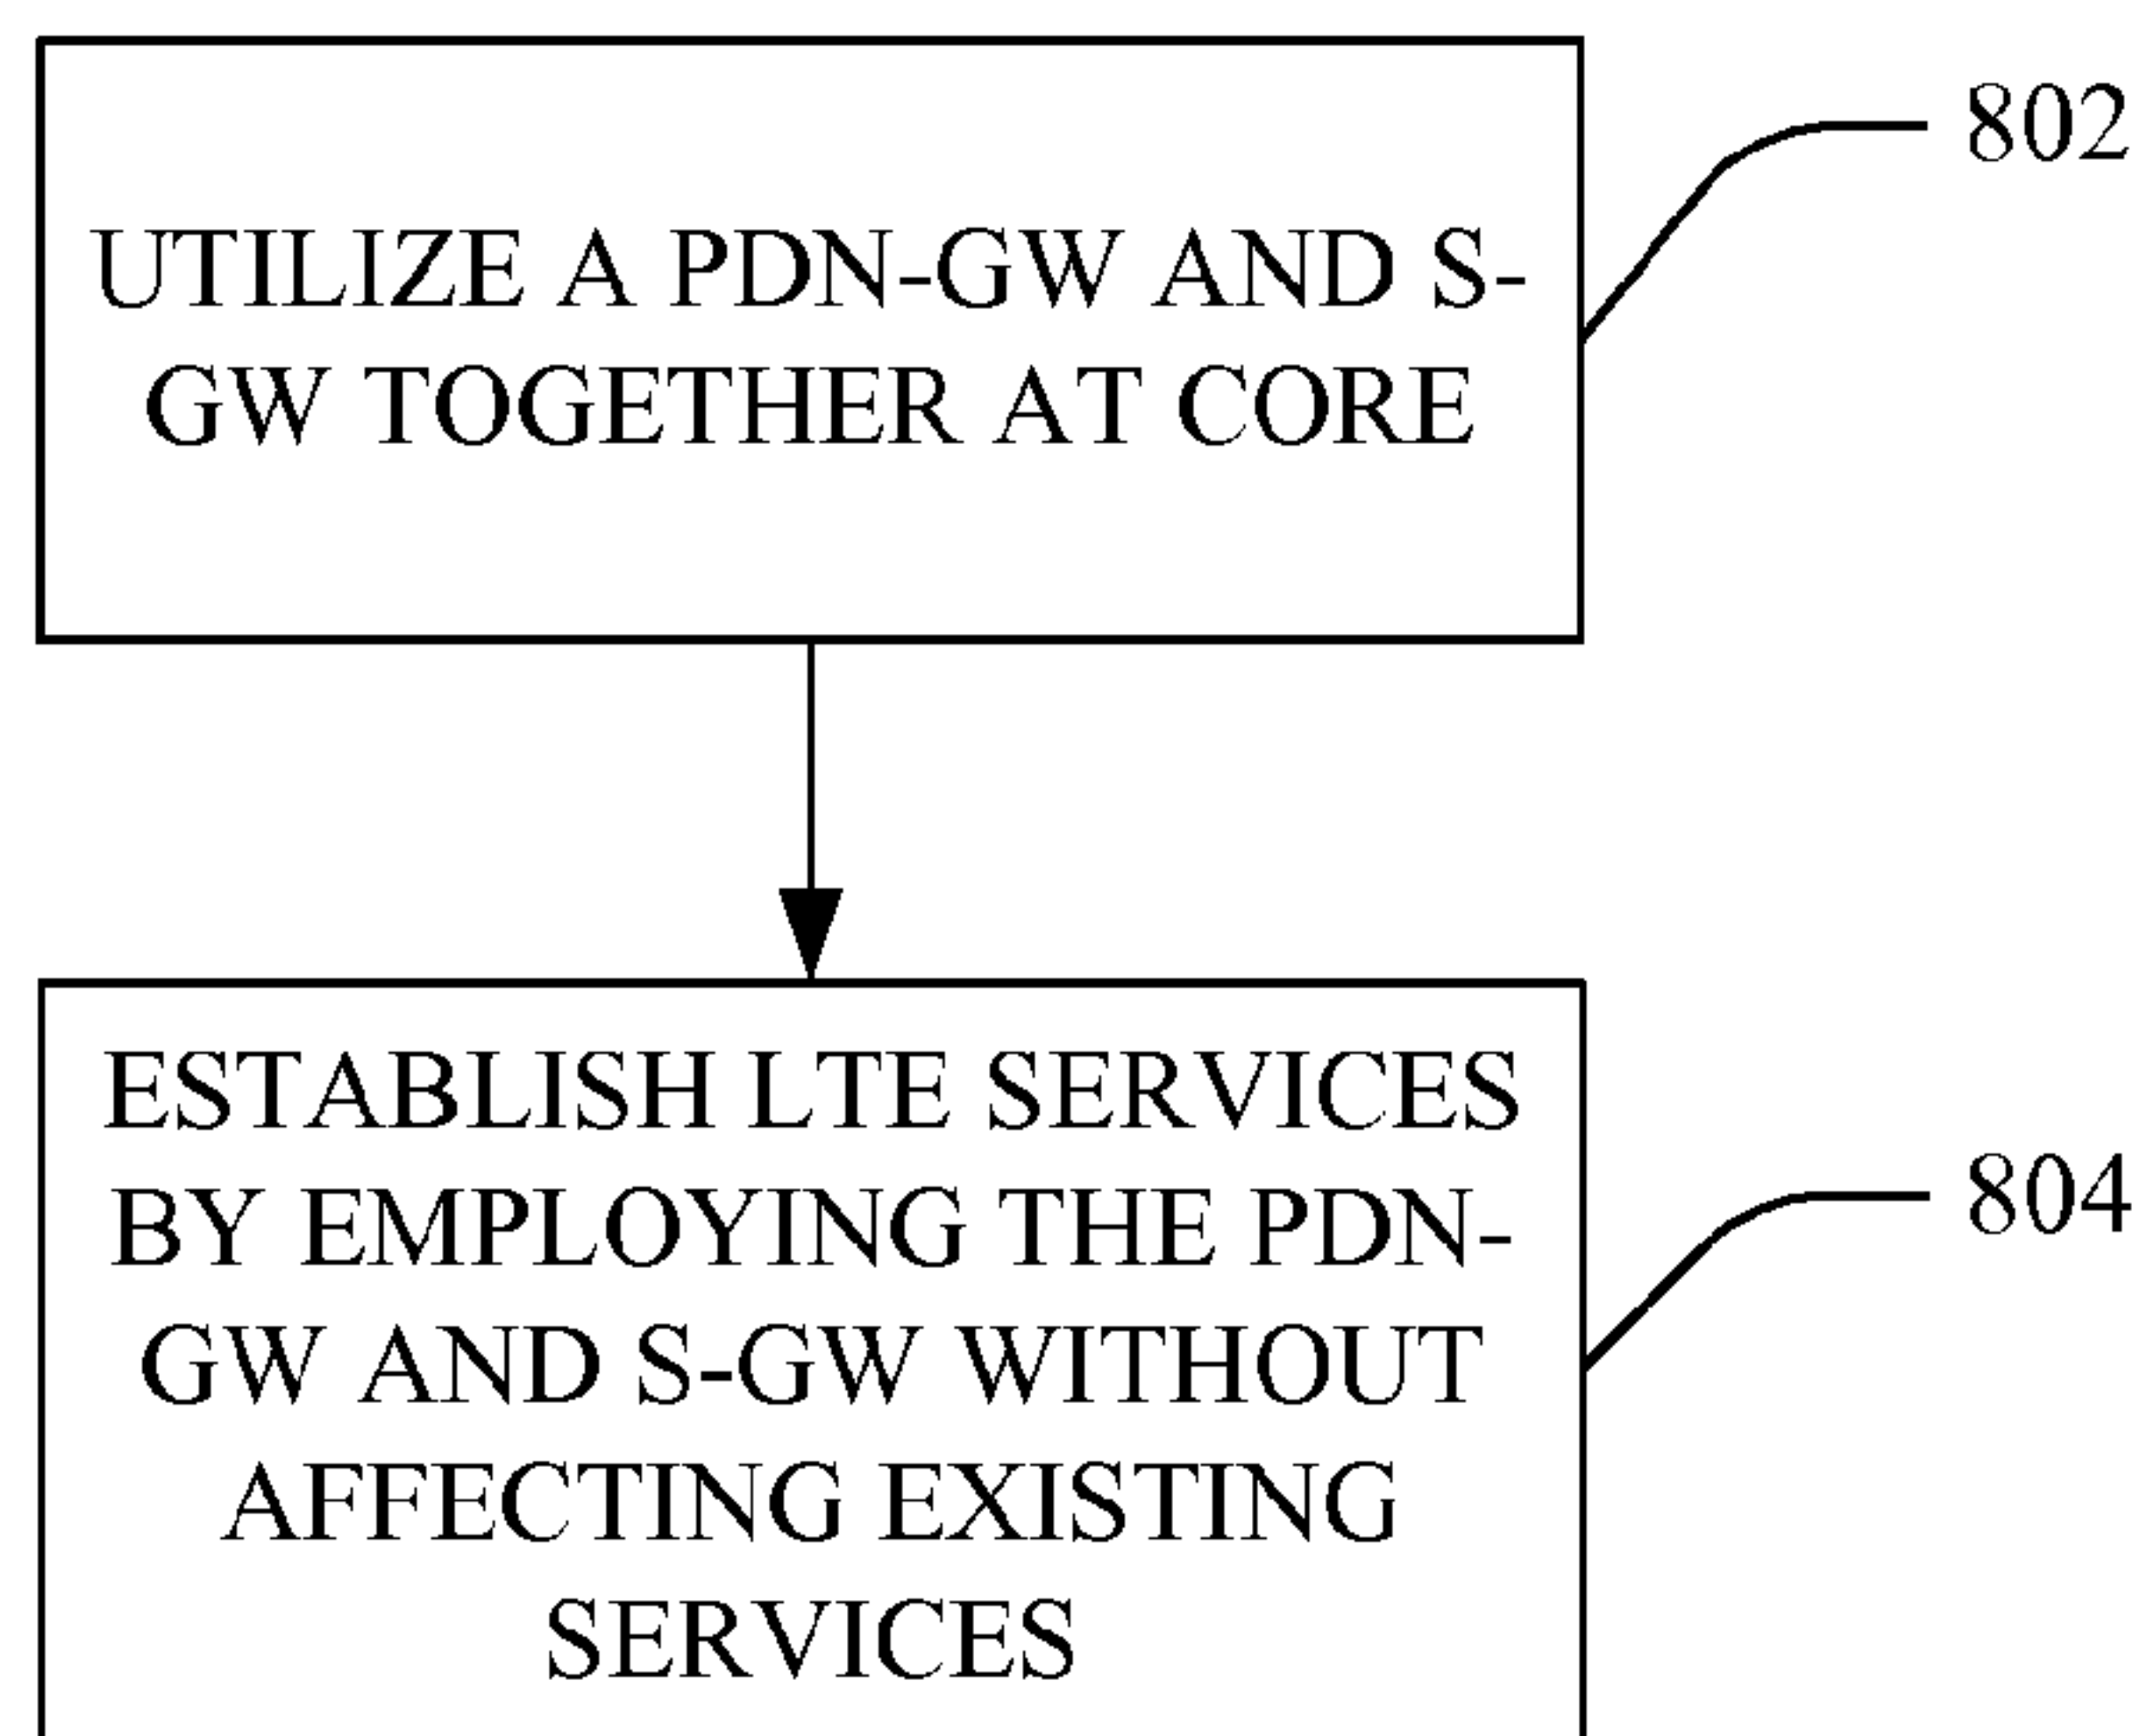 802
UTILIZE A PDN-GW AND S-
GW TOGETHER AT CORE
ESTABLISH LTE SERVICES
BY EMPLOYING THE PDN-
804
GW AND S-GW WITHOUT
AFFECTING EXISTING
SERVICES